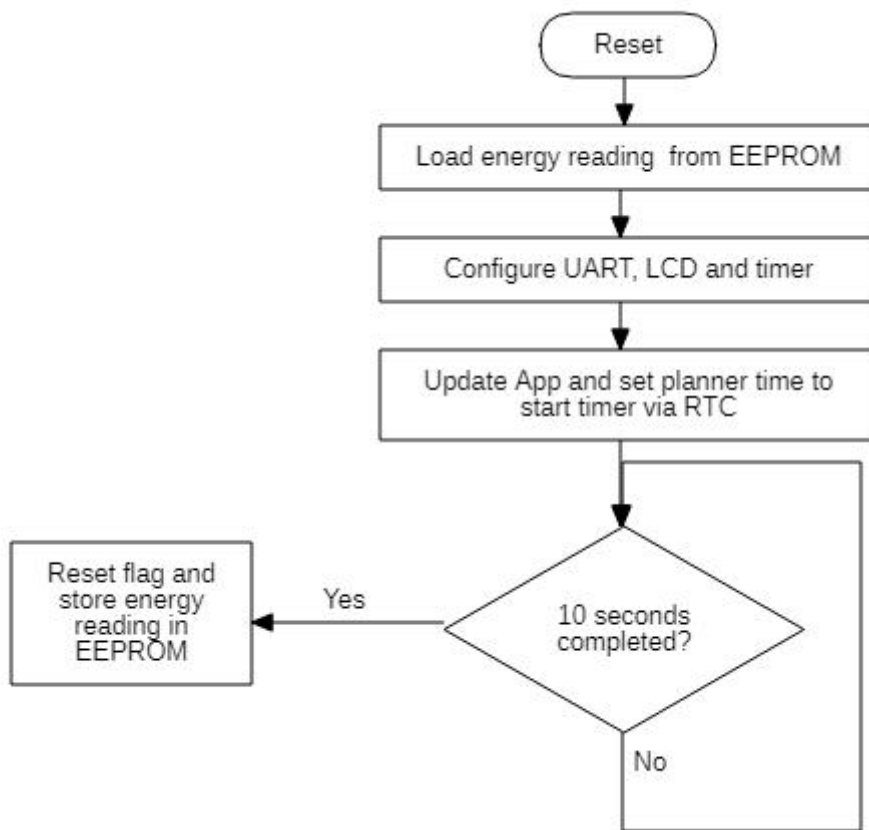 Reset
Load energy reading from EEPROM
Configure UART, LCD and timer
Update App and set planner time to
start timer via RTC
10 seconds
completed?
Yes
Reset flag and
store energy
reading in
EEPROM
No